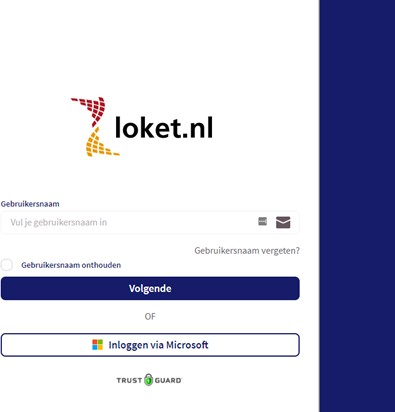 loket.nl
Gebruikersnaam
Vul je gebruikersnaam in
Gebruikersnaam vergeten?
Gebruikersnaam onthouden
Volgende
OF
Inloggen via Microsoft
TRUST GUARD